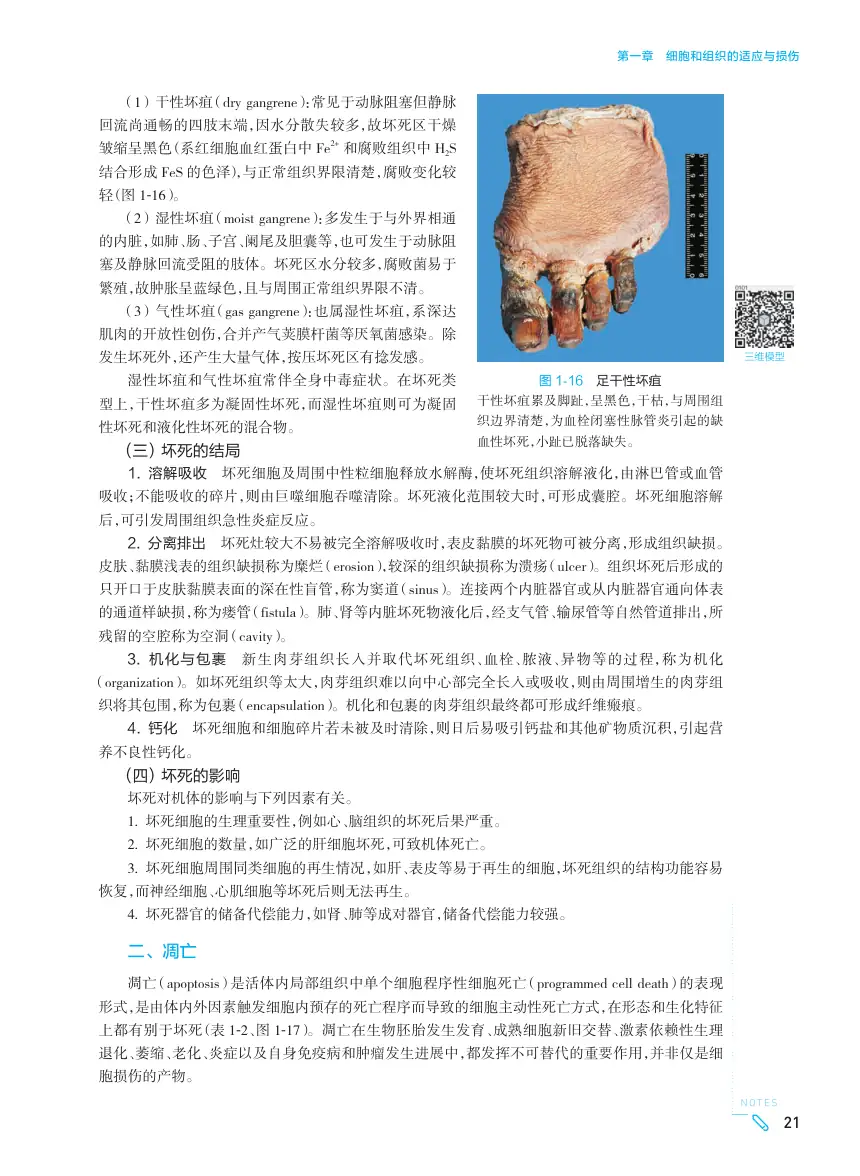 第一章 细胞和组织的适应与损伤
（1）干性坏疽（dry gangrene）：常见于动脉阻塞但静脉
回流尚通畅的四肢末端，因水分散失较多，故坏死区干燥
皱缩呈黑色（系红细胞血红蛋白中 Fe²⁺ 和腐败组织中 H₂S
结合形成 FeS 的色泽），与正常组织界限清楚，腐败变化较
轻（图 1-16）。
（2）湿性坏疽（moist gangrene）：多发生于与外界相通
的内脏，如肺、肠、子宫、阑尾及胆囊等，也可发生于动脉阻
塞及静脉回流受阻的肢体。坏死区水分较多，腐败菌易于
繁殖，故肿胀呈蓝绿色，且与周围正常组织界限不清。
（3）气性坏疽（gas gangrene）：也属湿性坏疽，系深达
肌肉的开放性创伤，合并产气荚膜杆菌等厌氧菌感染。除
发生坏死外，还产生大量气体，按压坏死区有捻发感。
湿性坏疽和气性坏疽常伴全身中毒症状。在坏死类
型上，干性坏疽多为凝固性坏死，而湿性坏疽则可为凝固
性坏死和液化性坏死的混合物。
0101
三维模型
图 1-16 足干性坏疽
干性坏疽累及脚趾，呈黑色，干枯，与周围组
织边界清楚，为血栓闭塞性脉管炎引起的缺
血性坏死，小趾已脱落缺失。
（三）坏死的结局
1. 溶解吸收 坏死细胞及周围中性粒细胞释放水解酶，使坏死组织溶解液化，由淋巴管或血管
吸收；不能吸收的碎片，则由巨噬细胞吞噬清除。坏死液化范围较大时，可形成囊腔。坏死细胞溶解
后，可引发周围组织急性炎症反应。
2. 分离排出 坏死灶较大不易被完全溶解吸收时，表皮黏膜的坏死物可被分离，形成组织缺损。
皮肤、黏膜浅表的组织缺损称为糜烂（erosion），较深的组织缺损称为溃疡（ulcer）。组织坏死后形成的
只开口于皮肤黏膜表面的深在性盲管，称为窦道（sinus）。连接两个内脏器官或从内脏器官通向体表
的通道样缺损，称为瘘管（fistula）。肺、肾等内脏坏死物液化后，经支气管、输尿管等自然管道排出，所
残留的空腔称为空洞（cavity）。
3. 机化与包裹 新生肉芽组织长入并取代坏死组织、血栓、脓液、异物等的过程，称为机化
（organization）。如坏死组织等太大，肉芽组织难以向中心部完全长入或吸收，则由周围增生的肉芽组
织将其包围，称为包裹（encapsulation）。机化和包裹的肉芽组织最终都可形成纤维瘢痕。
4. 钙化 坏死细胞和细胞碎片若未被及时清除，则日后易吸引钙盐和其他矿物质沉积，引起营
养不良性钙化。
（四）坏死的影响
坏死对机体的影响与下列因素有关。
1. 坏死细胞的生理重要性，例如心、脑组织的坏死后果严重。
2. 坏死细胞的数量，如广泛的肝细胞坏死，可致机体死亡。
3. 坏死细胞周围同类细胞的再生情况，如肝、表皮等易于再生的细胞，坏死组织的结构功能容易
恢复，而神经细胞、心肌细胞等坏死后则无法再生。
4. 坏死器官的储备代偿能力，如肾、肺等成对器官，储备代偿能力较强。
二、凋亡
凋亡（apoptosis）是活体内局部组织中单个细胞程序性细胞死亡（programmed cell death）的表现
形式，是由体内外因素触发细胞内预存的死亡程序而导致的细胞主动性死亡方式，在形态和生化特征
上都有别于坏死（表 1-2、图 1-17）。凋亡在生物胚胎发生发育、成熟细胞新旧交替、激素依赖性生理
退化、萎缩、老化、炎症以及自身免疫病和肿瘤发生进展中，都发挥不可替代的重要作用，并非仅是细
胞损伤的产物。
NOTES
21